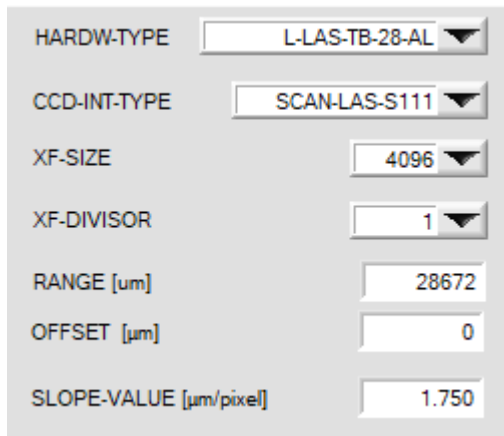 HARDW-TYPE L-LAS-TB-28-AL
CCD-INT-TYPE SCAN-LAS-S111
XF-SIZE 4096
XF-DIVISOR 1
RANGE [um] 28672
OFFSET [µm] 0
SLOPE-VALUE [µm/pixel] 1.750